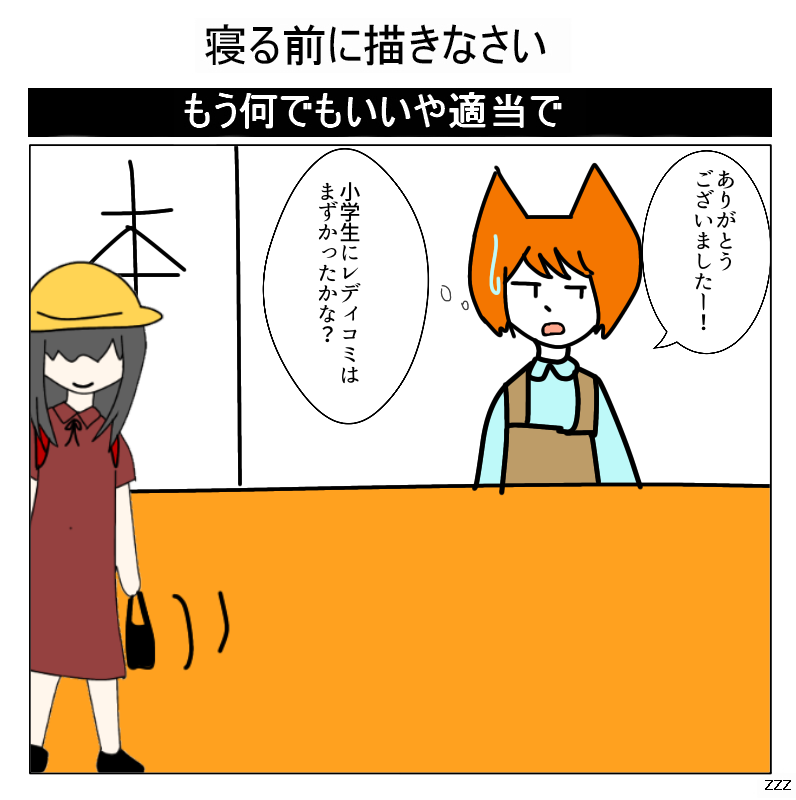 寝る前に描きなさい
もう何でもいいや適当で
ありがとう
ございましたー！
小学生にレディコミは
まずかったかな？
本
zzz